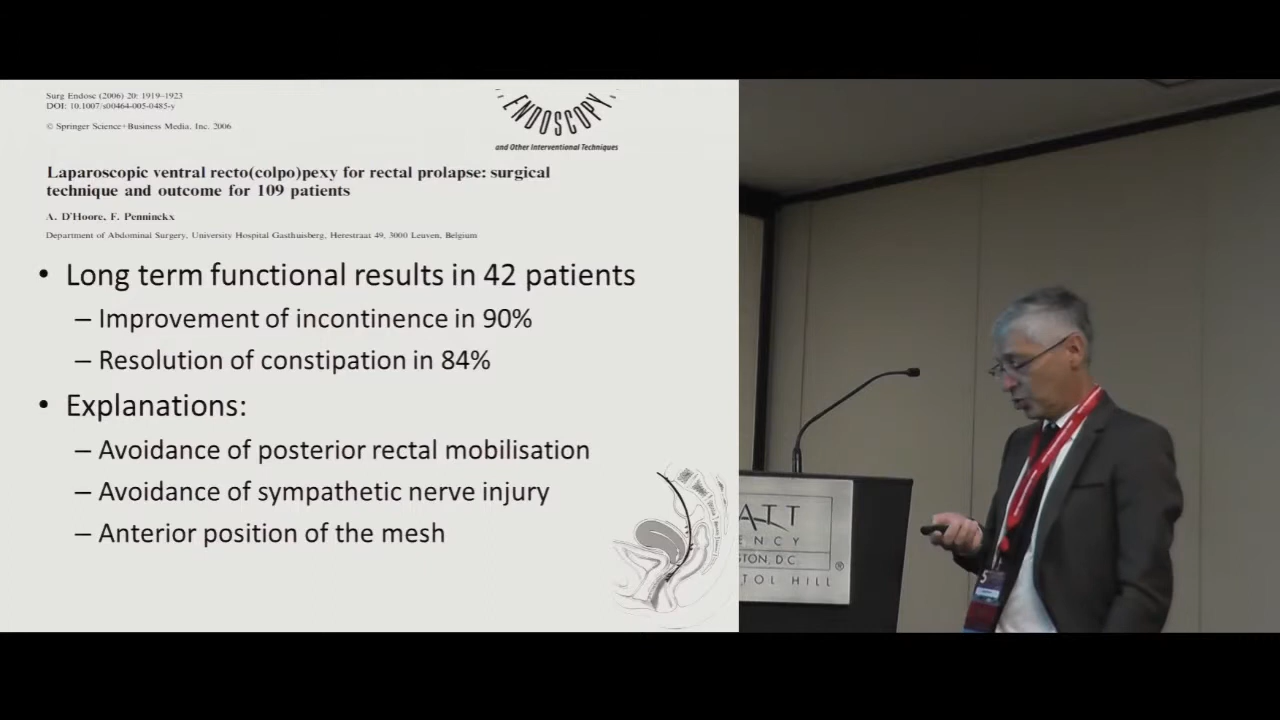 Surg Endosc (2006) 20: 1919–1923
DOI: 10.1007/s00464-005-0485-y
© Springer Science+Business Media, Inc. 2006
ENDOSCOPY
and Other Interventional Techniques
Laparoscopic ventral recto(colpo)pexy for rectal prolapse: surgical
technique and outcome for 109 patients
A. D'Hoore, F. Penninckx
Department of Abdominal Surgery, University Hospital Gasthuisberg, Herestraat 49, 3000 Leuven, Belgium
• Long term functional results in 42 patients
– Improvement of incontinence in 90%
– Resolution of constipation in 84%
• Explanations:
– Avoidance of posterior rectal mobilisation
– Avoidance of sympathetic nerve injury
– Anterior position of the mesh
ATT
ENCY
TON, D.C.
TOL HILL
®